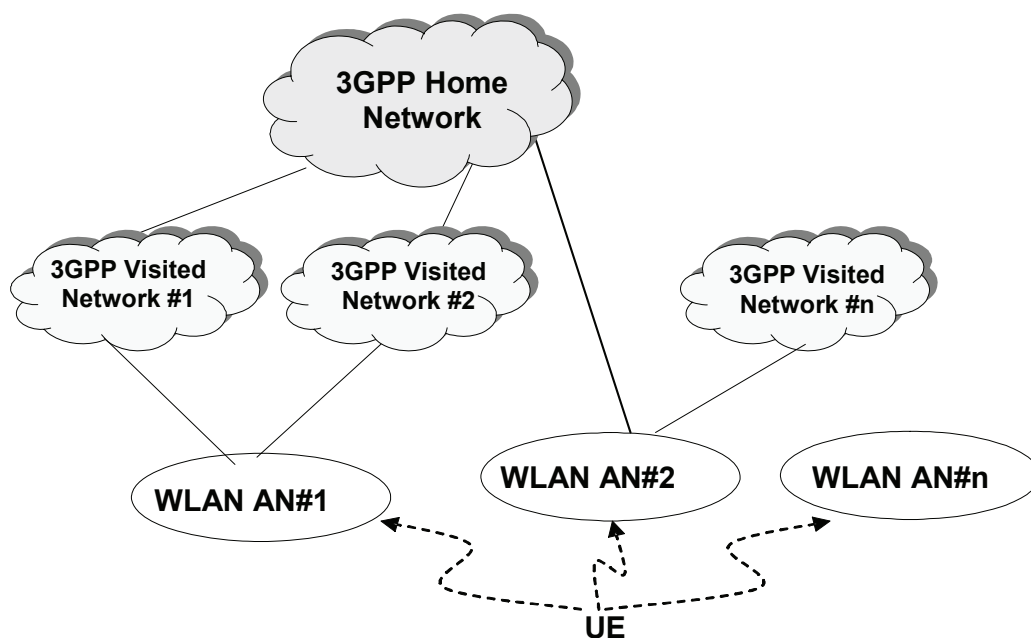 3GPP Home
Network
3GPP Visited
Network #1
3GPP Visited
Network #2
3GPP Visited
Network #n
WLAN AN#1
WLAN AN#2
WLAN AN#n
UE